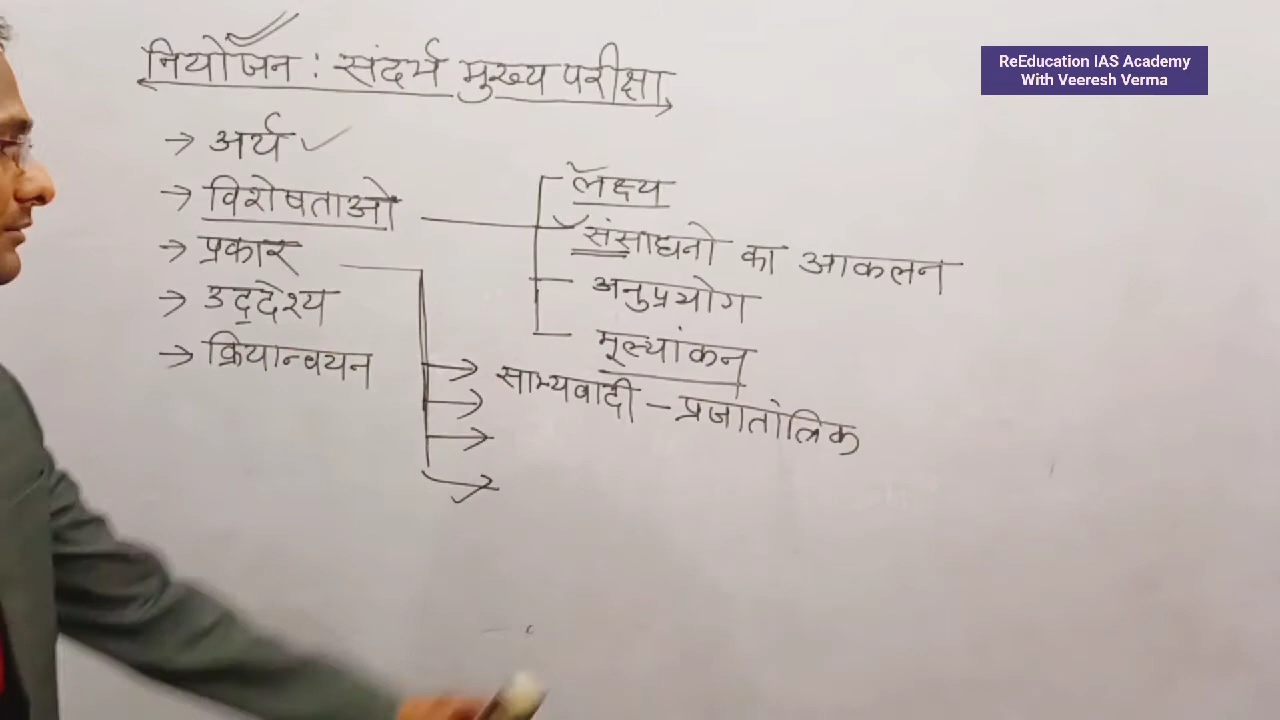 नियोजन : संदर्भ मुख्य परीक्षा
→ अर्थ ✓
→ विशेषताओ
→ प्रकार
→ उद्देश्य
→ क्रियान्वयन
लक्ष्य
संसाधनो का आकलन
अनुप्रयोग
मूल्यांकन
साम्यवादी – प्रजातांत्रिक
ReEducation IAS Academy
With Veeresh Verma